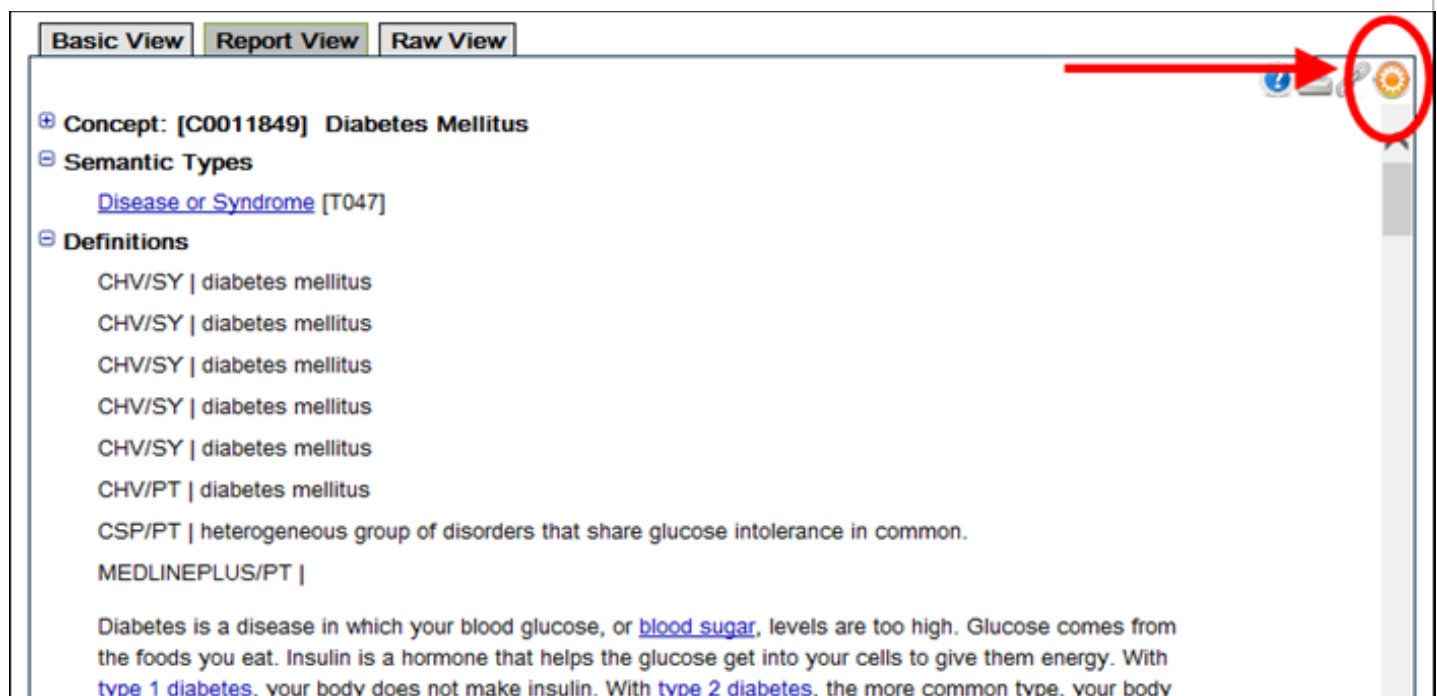 Basic View Report View Raw View
Concept: [C0011849] Diabetes Mellitus
Semantic Types
Disease or Syndrome [T047]
Definitions
CHV/SY | diabetes mellitus
CHV/SY | diabetes mellitus
CHV/SY | diabetes mellitus
CHV/SY | diabetes mellitus
CHV/SY | diabetes mellitus
CHV/PT | diabetes mellitus
CSP/PT | heterogeneous group of disorders that share glucose intolerance in common.
MEDLINEPLUS/PT |
Diabetes is a disease in which your blood glucose, or blood sugar, levels are too high. Glucose comes from
the foods you eat. Insulin is a hormone that helps the glucose get into your cells to give them energy. With
type 1 diabetes, your body does not make insulin. With type 2 diabetes, the more common type, your body